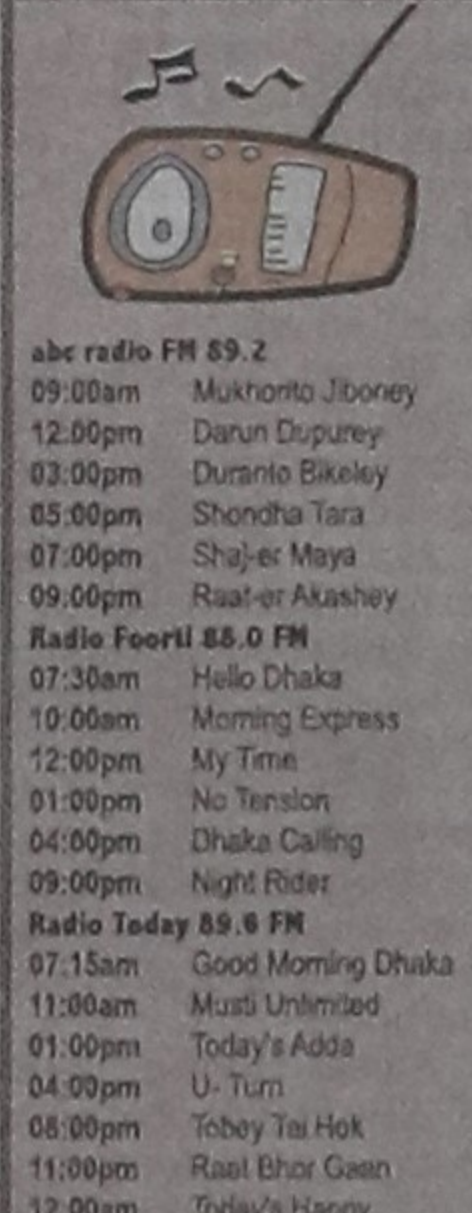 abc radio FM 89.2
09:00am Mukhorito Jiboney
12:00pm Darun Dupurey
03:00pm Duranto Bikeley
05:00pm Shondha Tara
07:00pm Shaj-er Maya
09:00pm Raat-er Akashey
Radio Foorti 88.0 FM
07:30am Hello Dhaka
10:00am Morning Express
12:00pm My Time
01:00pm No Tension
04:00pm Dhaka Calling
09:00pm Night Rider
Radio Today 89.6 FM
07:15am Good Morning Dhaka
11:00am Musti Unlimited
01:00pm Today's Adda
04:00pm U- Turn
08:00pm Tobey Tai Hok
11:00pm Raat Bhor Gaan
12:00am Today's Happy